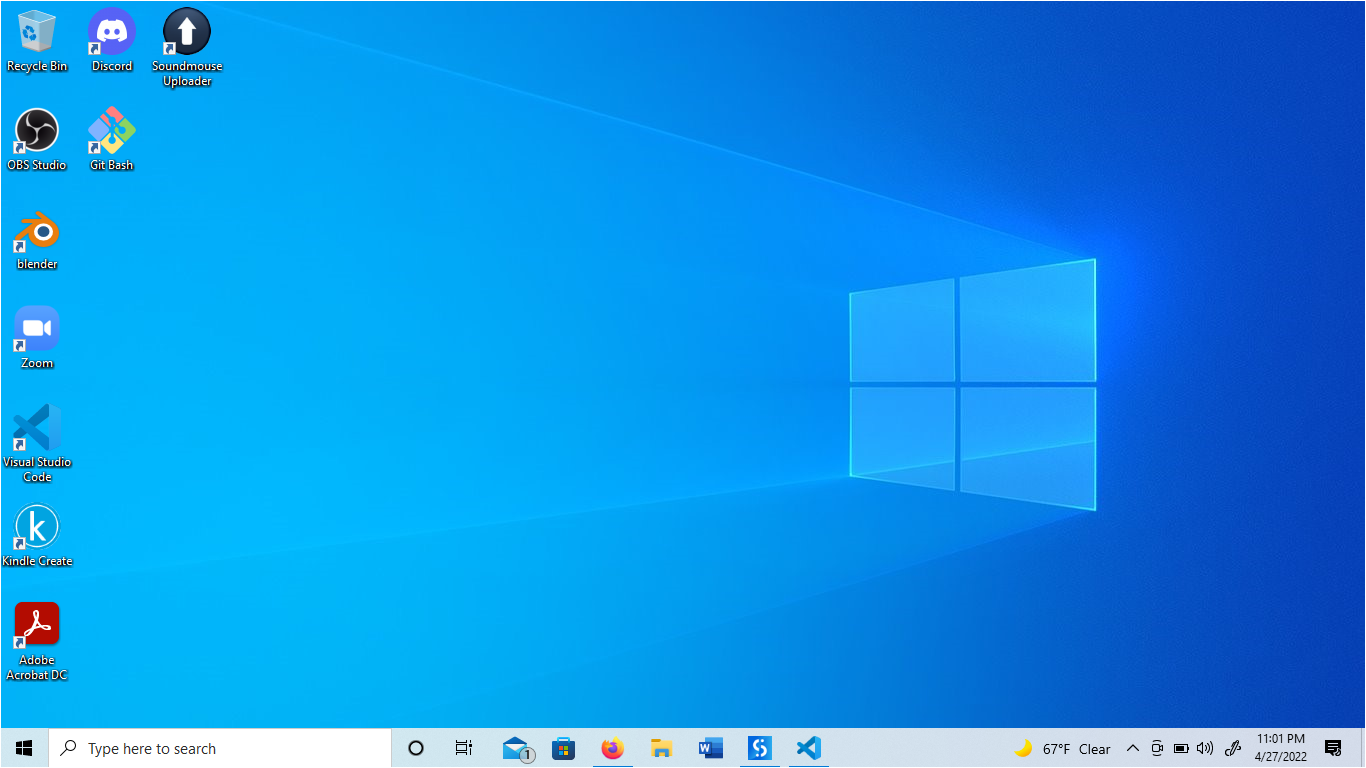 Recycle Bin
Discord
Soundmouse
Uploader
OBS Studio
Git Bash
blender
Zoom
Visual Studio
Code
k
Kindle Create
Adobe
Acrobat DC
Type here to search
1
W
S
67°F Clear
11:01 PM
4/27/2022